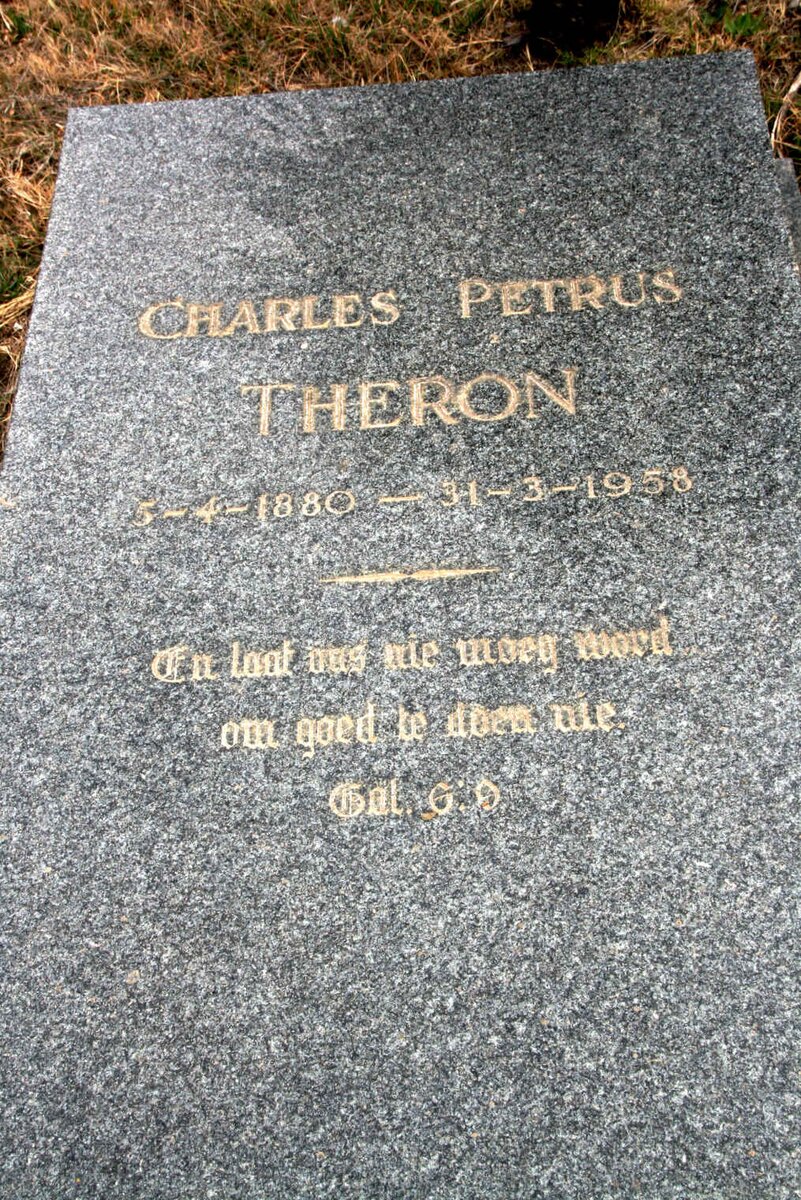 CHARLES PETRUS
THERON
5-4-1880 — 31-3-1958
En laat ons nie moeg word
om goed te doen nie.
Gal. 6:9